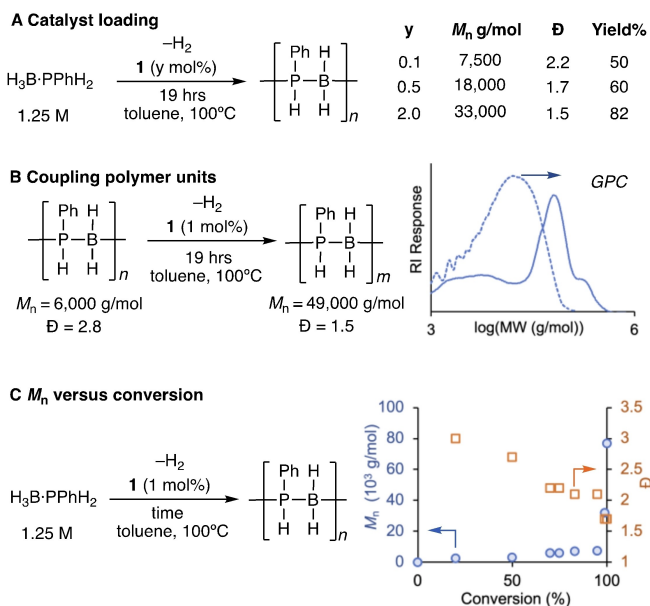 A Catalyst loading
H₃B·PPhH₂
1.25 M
–H₂
1 (y mol%)
19 hrs
toluene, 100ºC
Ph H
P B
H H
n
y Mn g/mol Đ Yield%
0.1 7,500 2.2 50
0.5 18,000 1.7 60
2.0 33,000 1.5 82
B Coupling polymer units
Ph H
P B
H H
n
Mn = 6,000 g/mol
Đ = 2.8
–H₂
1 (1 mol%)
19 hrs
toluene, 100ºC
Ph H
P B
H H
m
Mn = 49,000 g/mol
Đ = 1.5
GPC
RI Response
3 log(MW (g/mol)) 6
C Mn versus conversion
H₃B·PPhH₂
1.25 M
–H₂
1 (1 mol%)
time
toluene, 100ºC
Ph H
P B
H H
n
Mn (10³ g/mol)
100
80
60
40
20
0
3.5
3
2.5
2
1.5
1
Đ
0 50 100
Conversion (%)